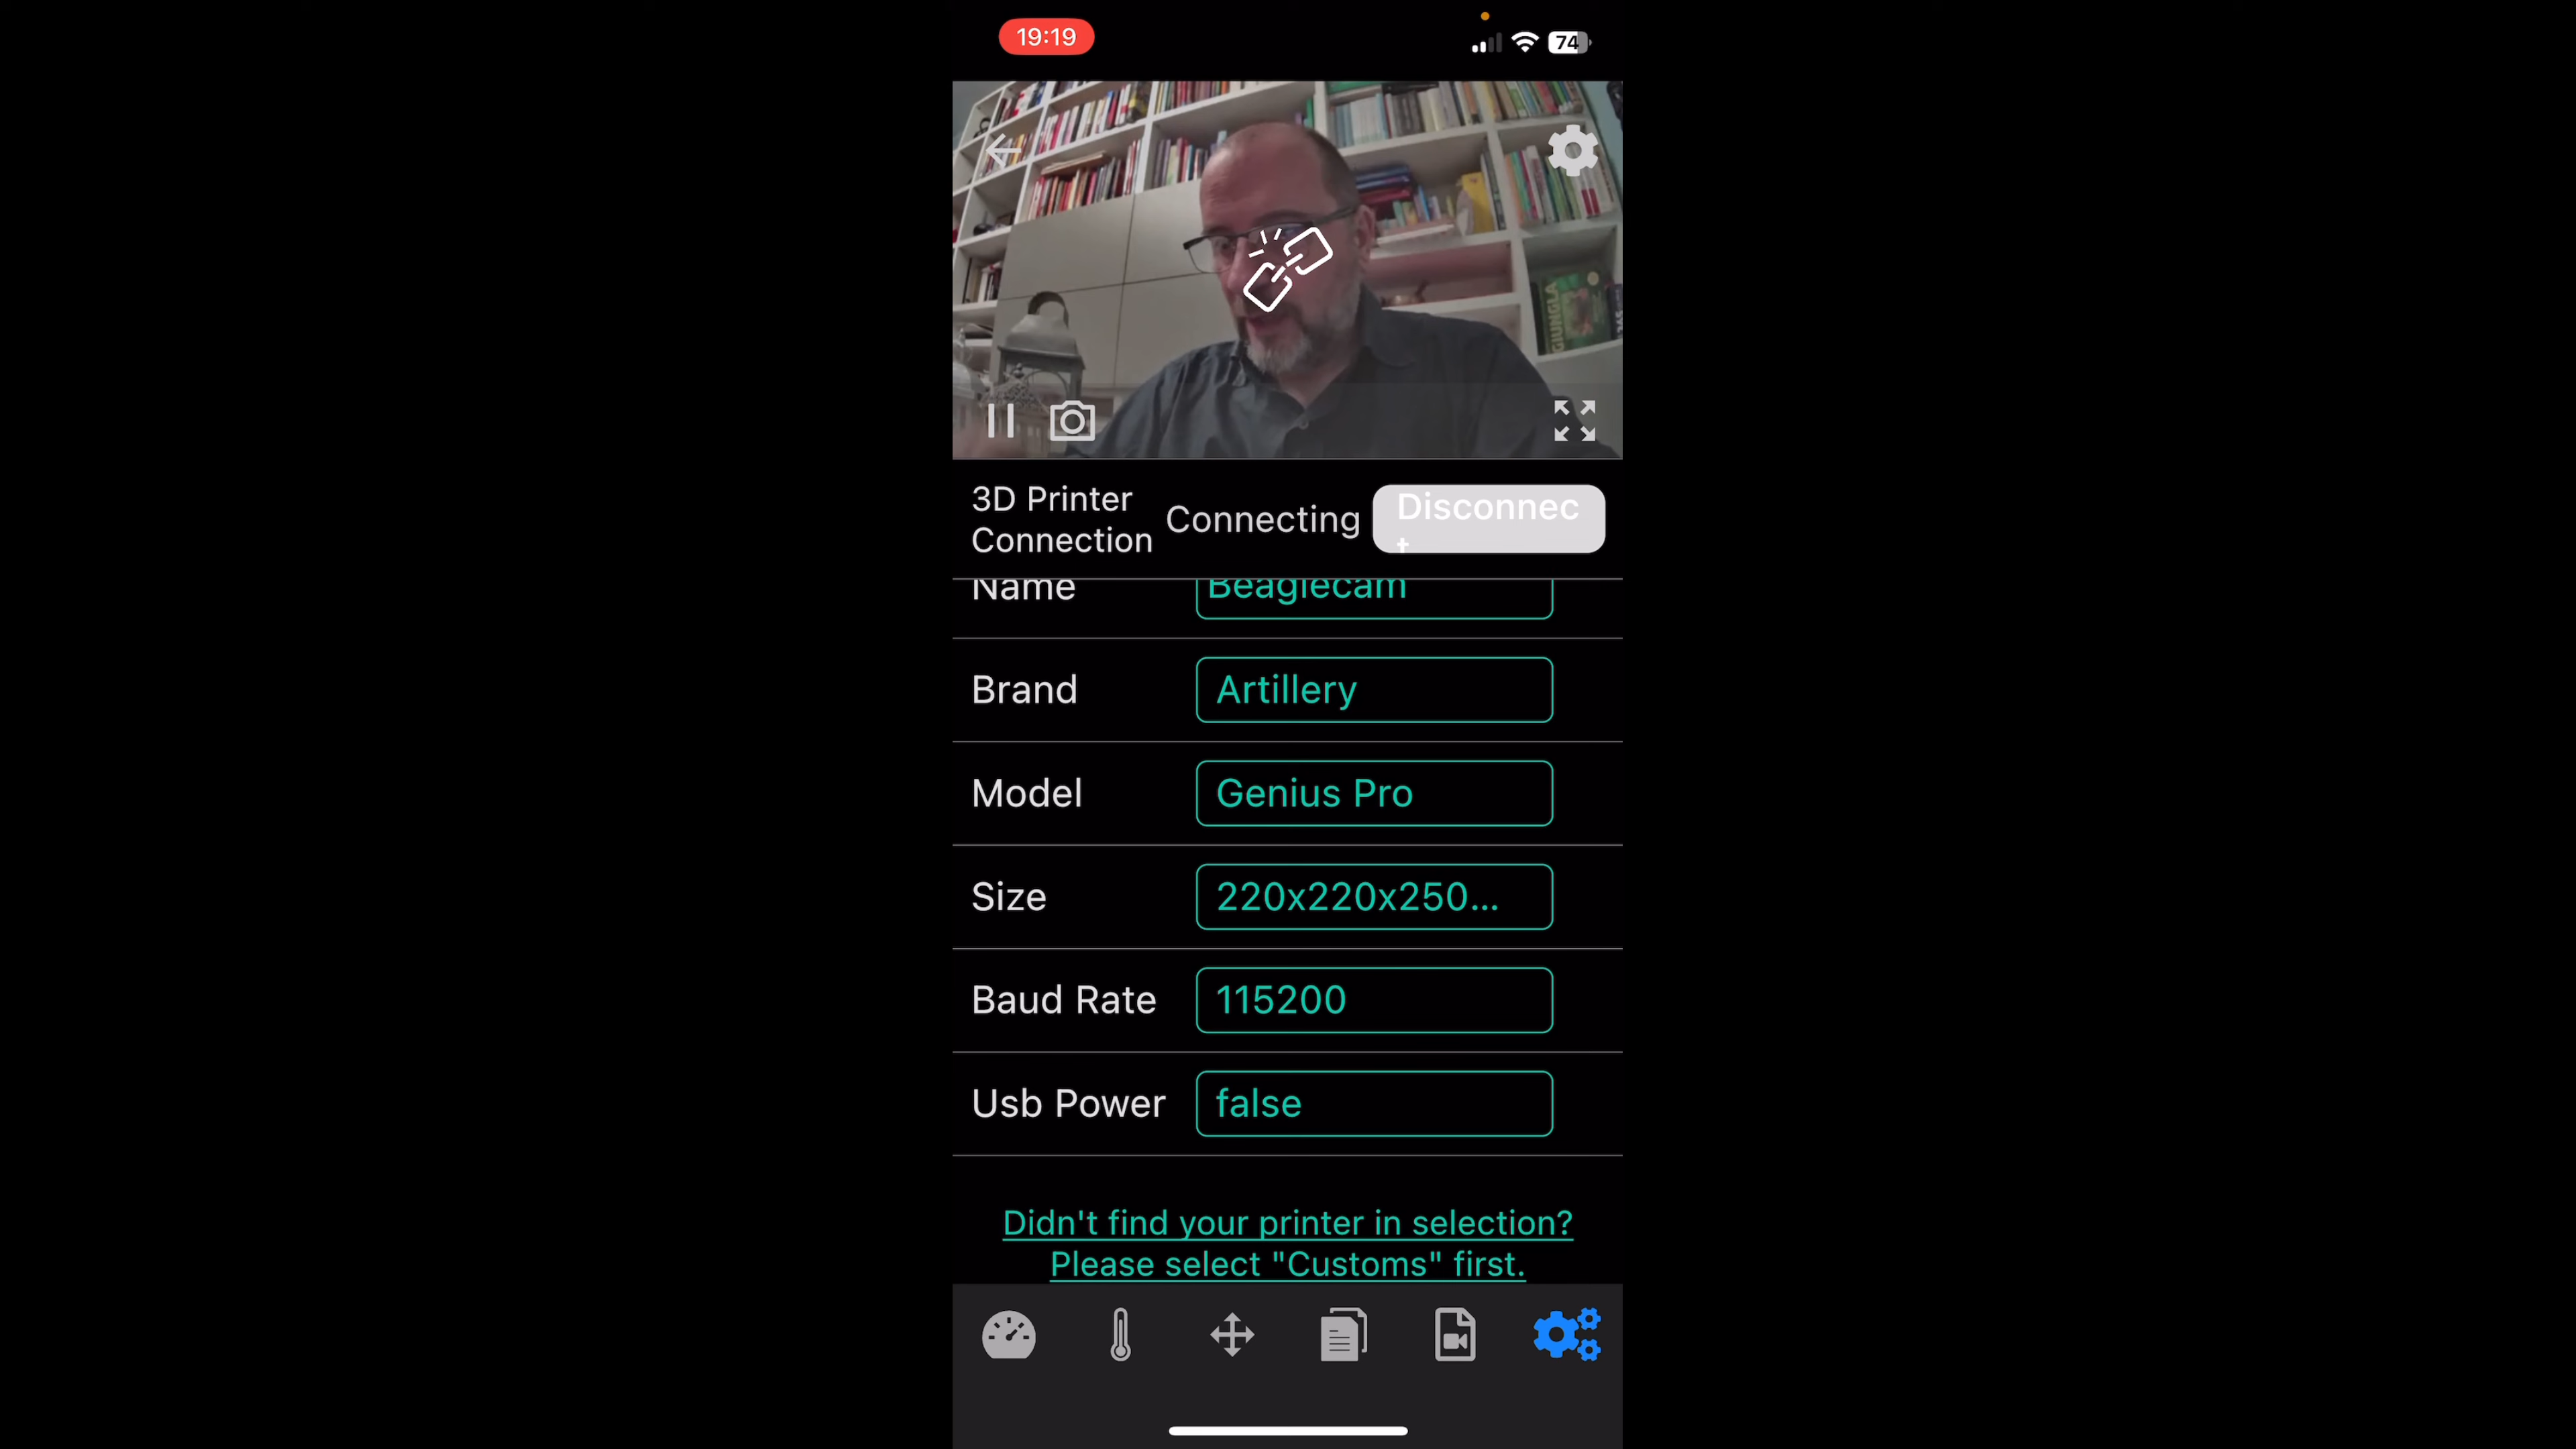 19:19
74
GIUNGLA
3D Printer
Connection
Connecting
Disconnec
t
Name
Beaglecam
Brand
Artillery
Model
Genius Pro
Size
220x220x250...
Baud Rate
115200
Usb Power
false
Didn't find your printer in selection?
Please select "Customs" first.